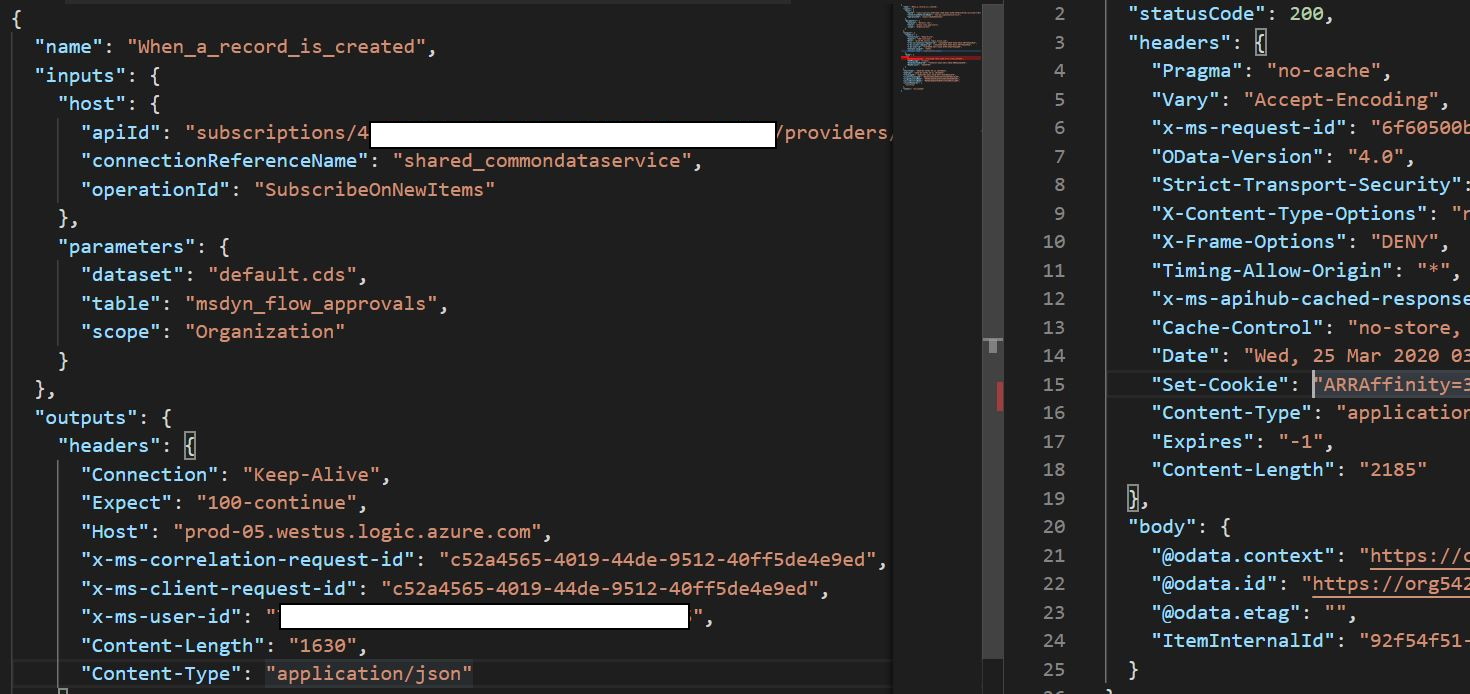 {
"name": "When_a_record_is_created",
"inputs": {
"host": {
"apiId": "subscriptions/4 /providers/
"connectionReferenceName": "shared_commondataservice",
"operationId": "SubscribeOnNewItems"
},
"parameters": {
"dataset": "default.cds",
"table": "msdyn_flow_approvals",
"scope": "Organization"
}
},
"outputs": {
"headers": {
"Connection": "Keep-Alive",
"Expect": "100-continue",
"Host": "prod-05.westus.logic.azure.com",
"x-ms-correlation-request-id": "c52a4565-4019-44de-9512-40ff5de4e9ed",
"x-ms-client-request-id": "c52a4565-4019-44de-9512-40ff5de4e9ed",
"x-ms-user-id": " ",
"Content-Length": "1630",
"Content-Type": "application/json"
2 "statusCode": 200,
3 "headers": {
4 "Pragma": "no-cache",
5 "Vary": "Accept-Encoding",
6 "x-ms-request-id": "6f60500b
7 "OData-Version": "4.0",
8 "Strict-Transport-Security":
9 "X-Content-Type-Options": "n
10 "X-Frame-Options": "DENY",
11 "Timing-Allow-Origin": "*",
12 "x-ms-apihub-cached-response
13 "Cache-Control": "no-store,
14 "Date": "Wed, 25 Mar 2020 03
15 "Set-Cookie": "ARRAffinity=3
16 "Content-Type": "application
17 "Expires": "-1",
18 "Content-Length": "2185"
19 },
20 "body": {
21 "@odata.context": "https://o
22 "@odata.id": "https://org542
23 "@odata.etag": "",
24 "ItemInternalId": "92f54f51-
25 }